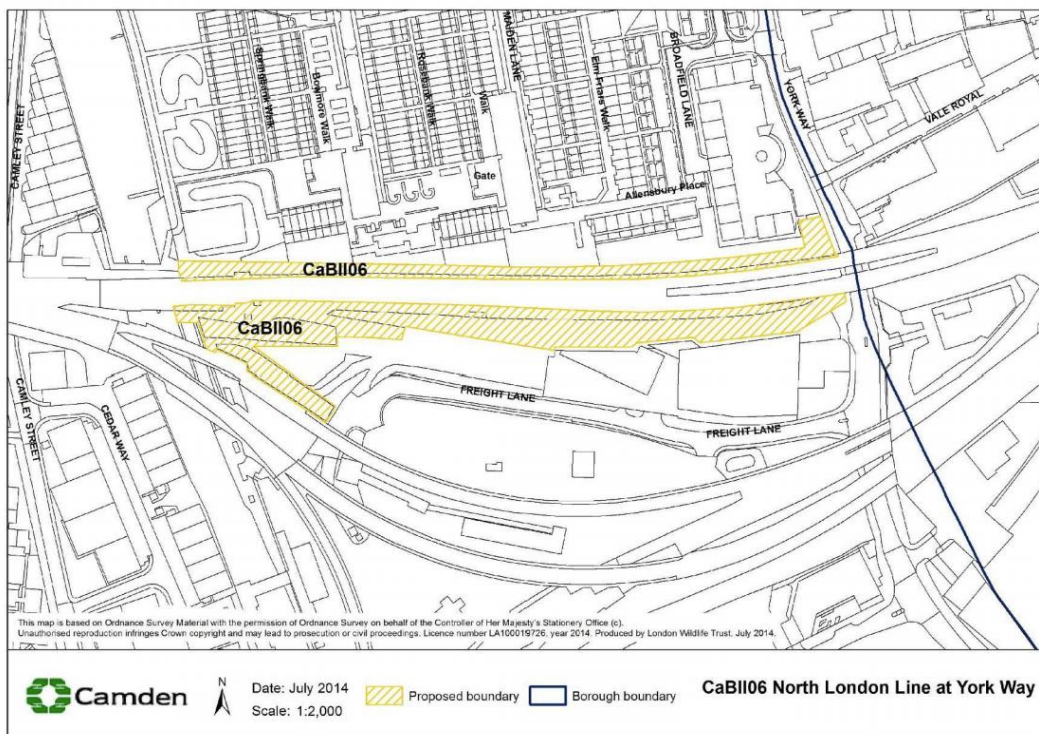 CAMLEY STREET
Springbank Walk
Bowmore Walk
Rosebank Walk
Walk
MAIDEN LANE
Elm Friars Walk
BROADFIELD LANE
YORK WAY
VALE ROYAL
Gate
Allensbury Place
CaBII06
CaBII06
FREIGHT LANE
FREIGHT LANE
CAMLEY STREET
CEDAR WAY
This map is based on Ordnance Survey Material with the permission of Ordnance Survey on behalf of the Controller of Her Majesty's Stationery Office (c).
Unauthorised reproduction infringes Crown copyright and may lead to prosecution or civil proceedings. Licence number LA100019726, year 2014. Produced by London Wildlife Trust. July 2014.
Camden
N
Date: July 2014
Scale: 1:2,000
Proposed boundary
Borough boundary
CaBII06 North London Line at York Way